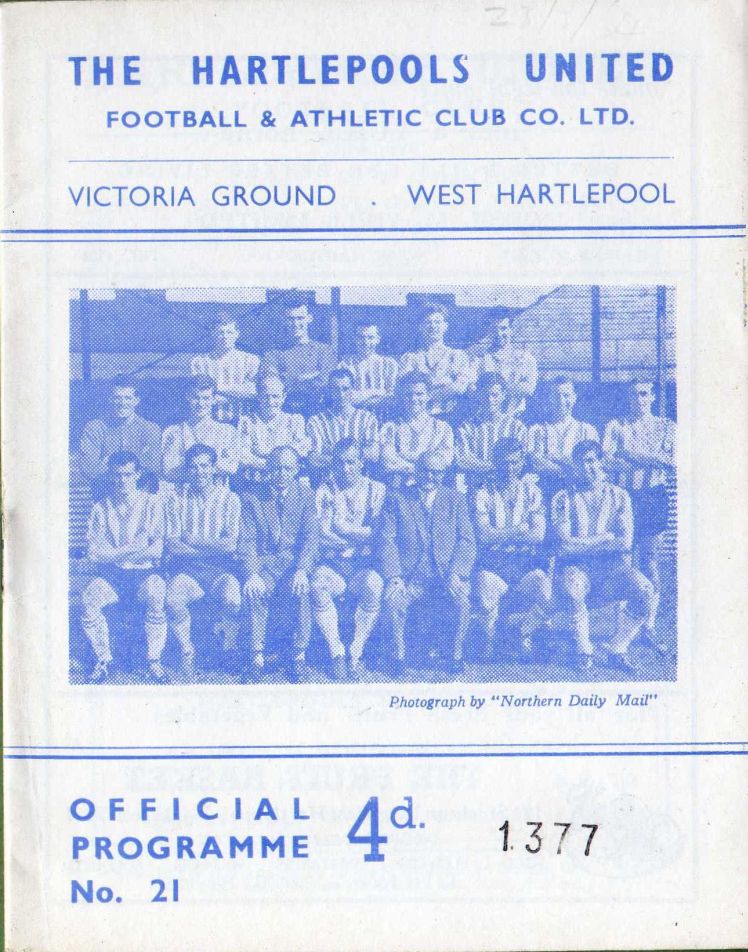 THE HARTLEPOOLS UNITED
FOOTBALL & ATHLETIC CLUB CO. LTD.
VICTORIA GROUND . WEST HARTLEPOOL
Photograph by "Northern Daily Mail"
OFFICIAL
PROGRAMME
No. 21
4d.
1377